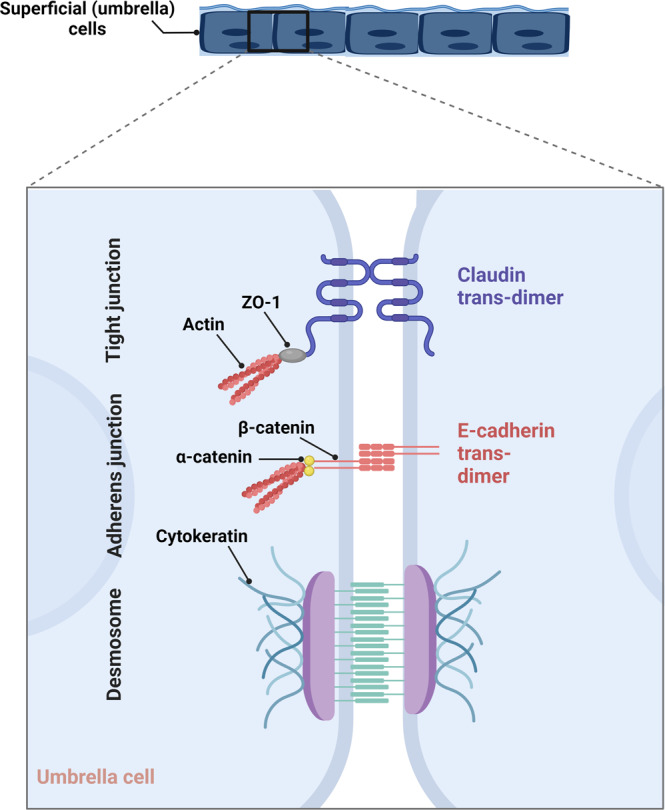 Superficial (umbrella)
cells
Tight junction
ZO-1
Actin
Claudin
trans-dimer
Adherens junction
β-catenin
α-catenin
E-cadherin
trans-
dimer
Cytokeratin
Desmosome
Umbrella cell